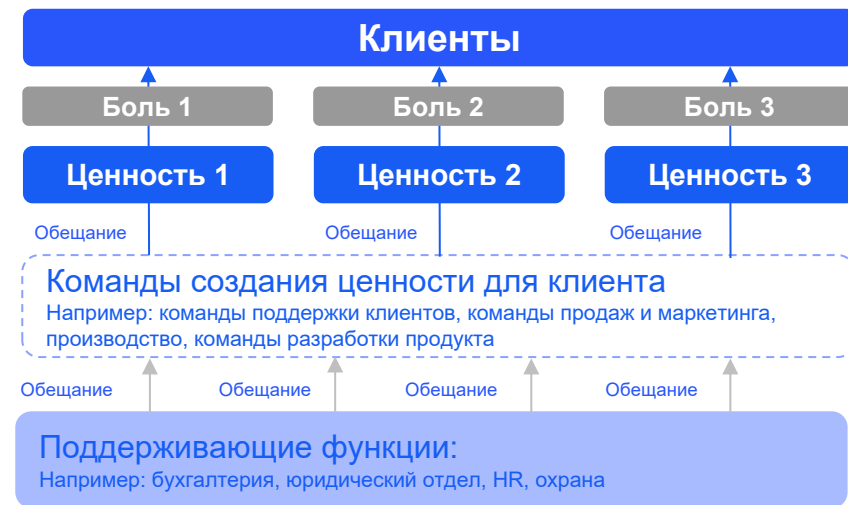 Клиенты
Боль 1
Боль 2
Боль 3
Ценность 1
Ценность 2
Ценность 3
Обещание
Обещание
Обещание
Команды создания ценности для клиента
Например: команды поддержки клиентов, команды продаж и маркетинга,
производство, команды разработки продукта
Обещание
Обещание
Обещание
Обещание
Поддерживающие функции:
Например: бухгалтерия, юридический отдел, HR, охрана